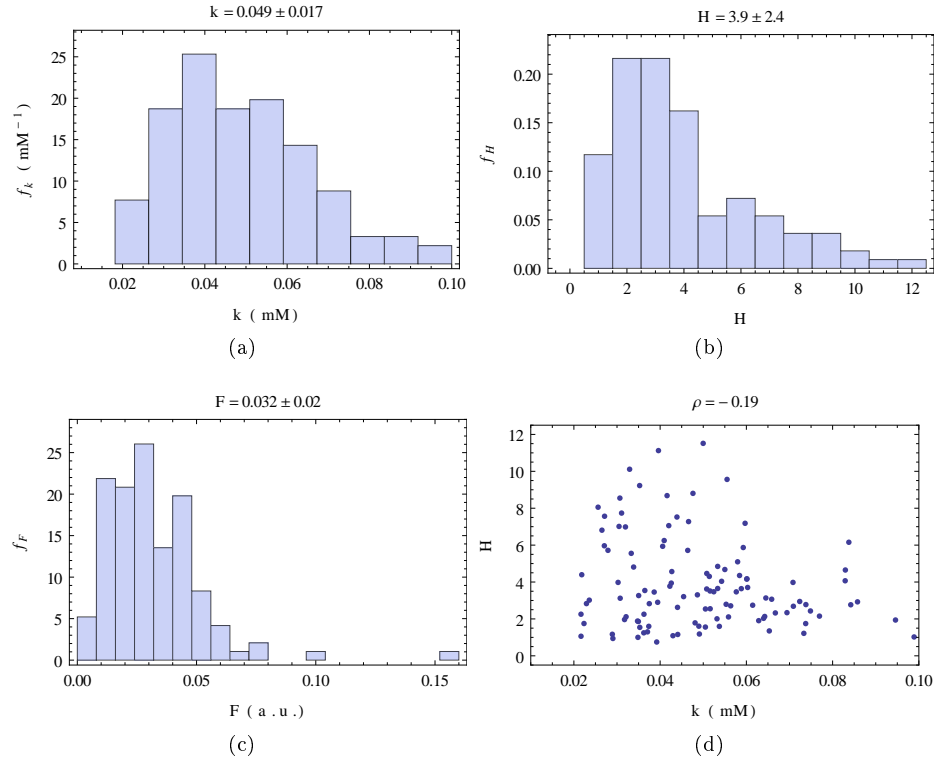 k = 0.049 ± 0.017
25
20
15
10
5
0
f_k ( mM⁻¹ )
0.02 0.04 0.06 0.08 0.10
k ( mM)
(a)
H = 3.9 ± 2.4
0.20
0.15
0.10
0.05
0.00
f_H
0 2 4 6 8 10 12
H
(b)
F = 0.032 ± 0.02
25
20
15
10
5
0
f_F
0.00 0.05 0.10 0.15
F ( a . u .)
(c)
ρ = − 0.19
12
10
8
6
4
2
0
H
0.02 0.04 0.06 0.08 0.10
k ( mM)
(d)